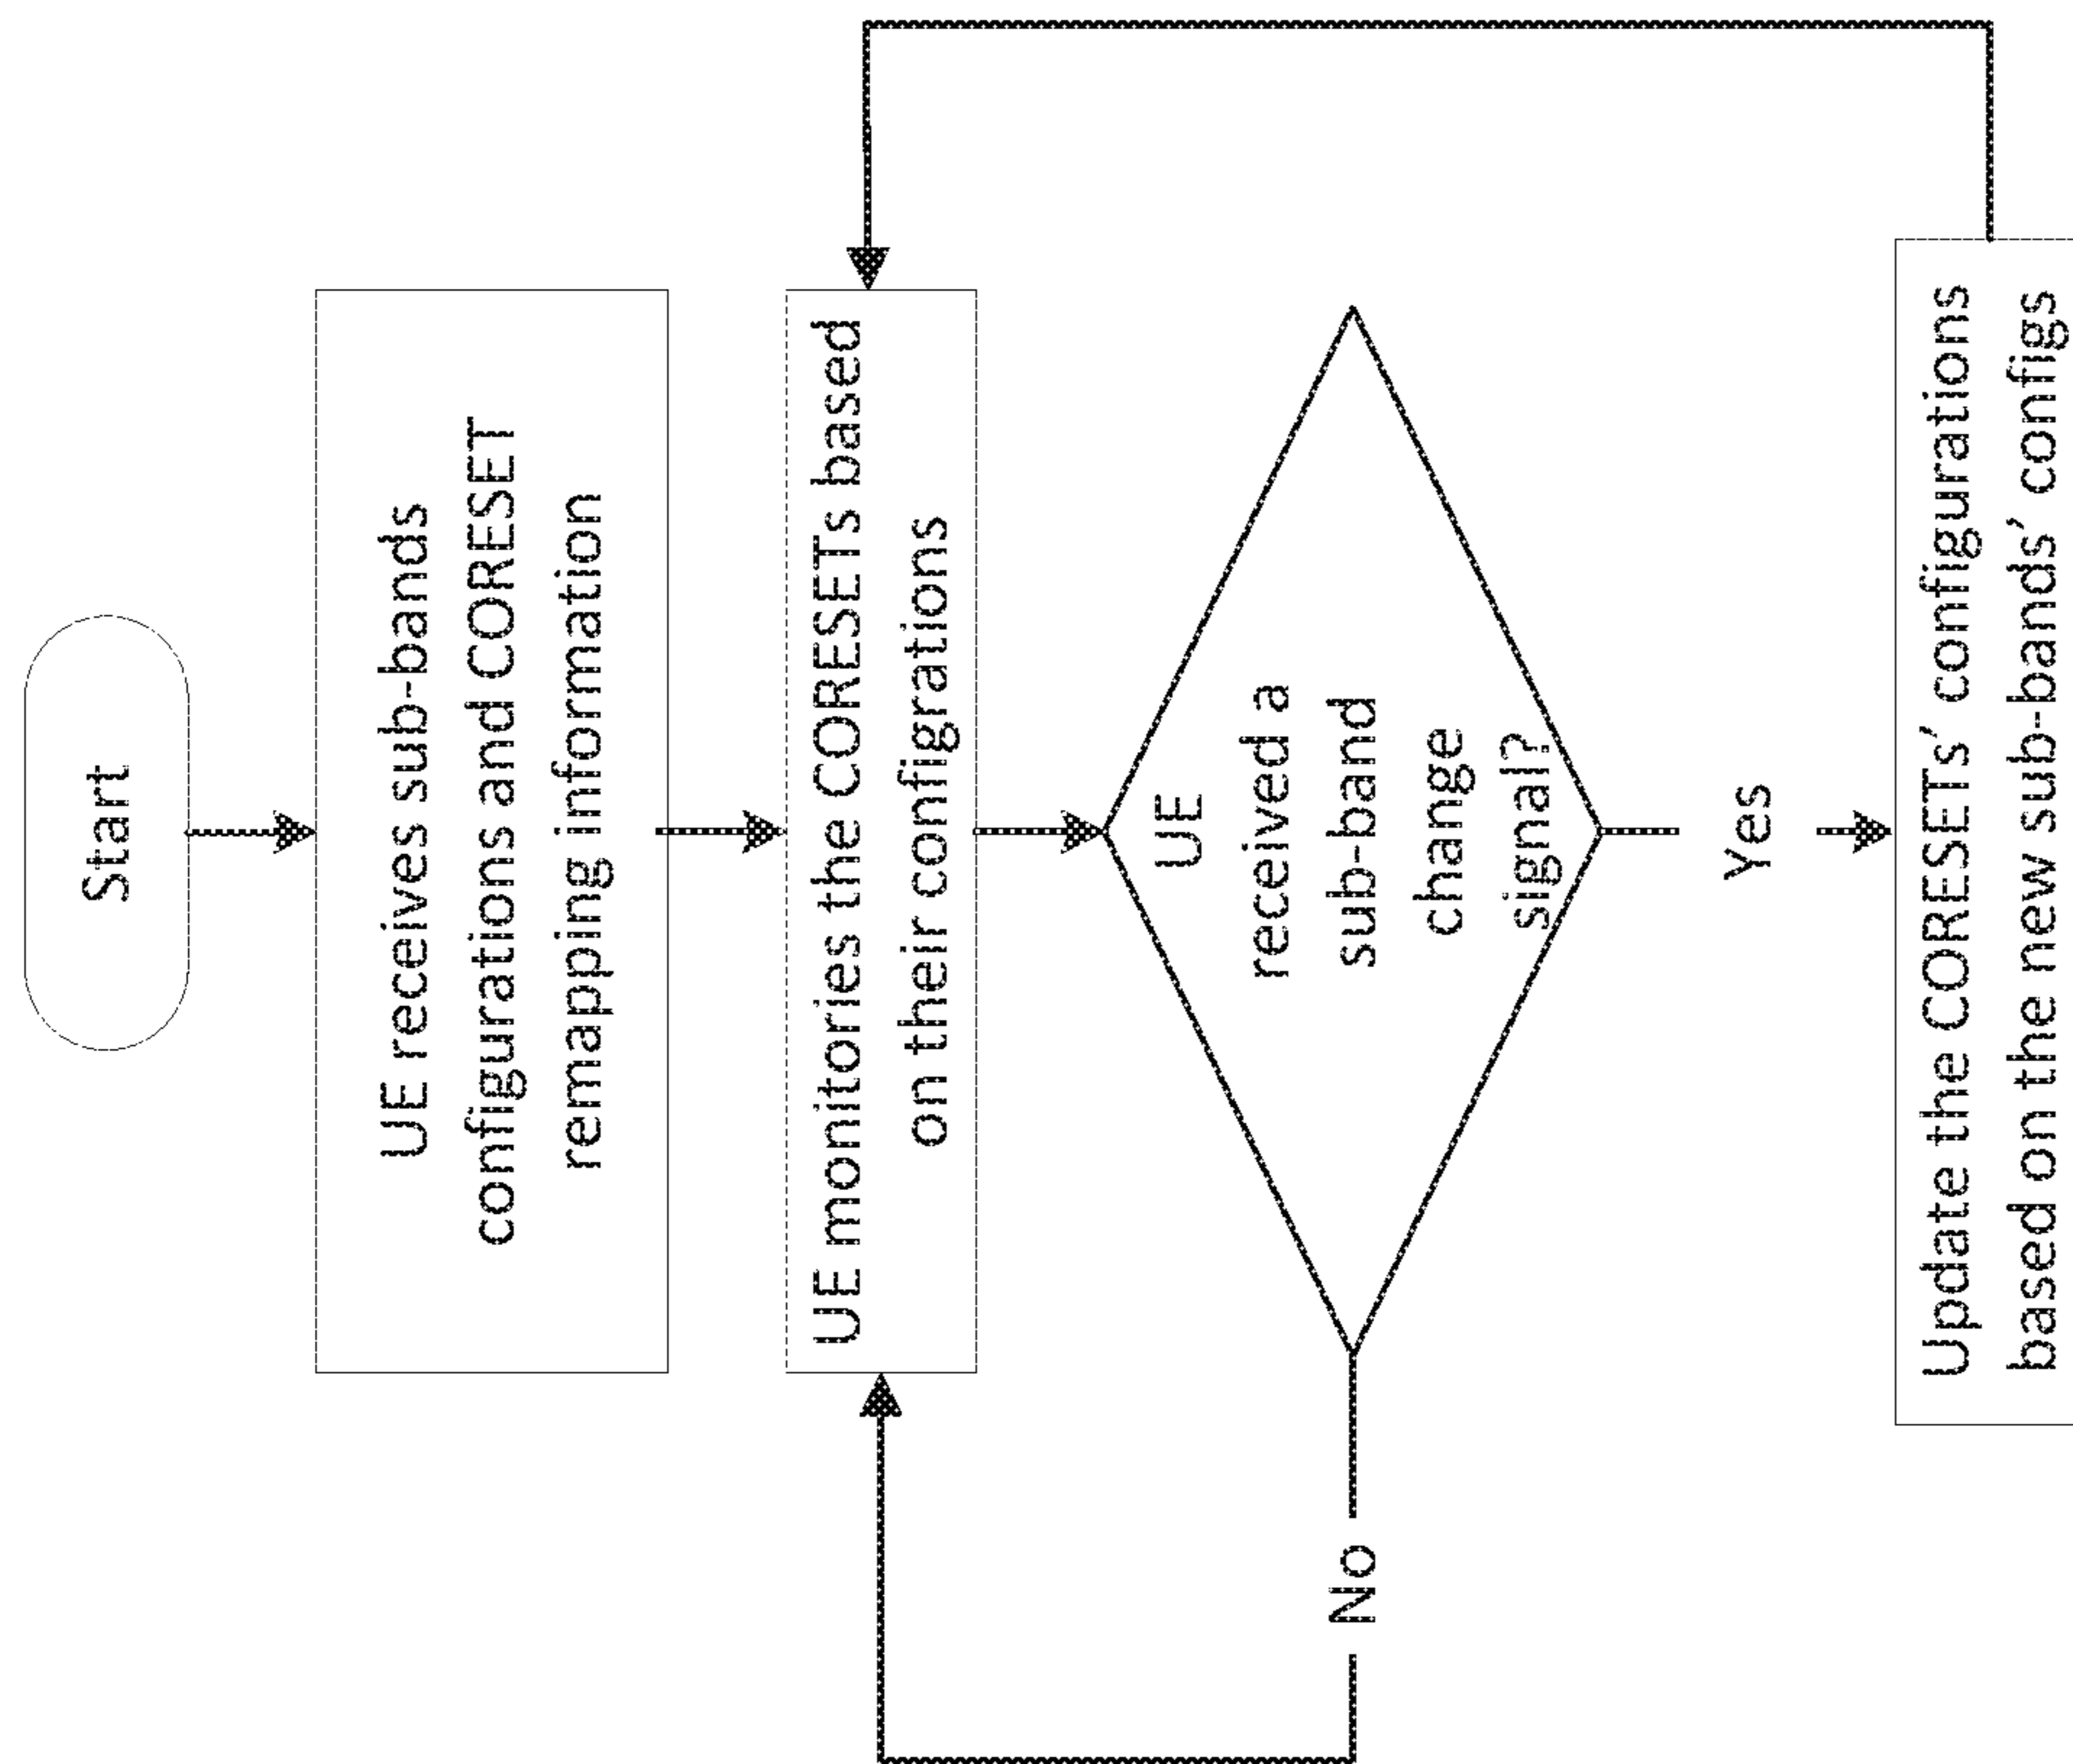 Start
UE receives sub-bands
configurations and CORESET
remapping information
UE monitories the CORESETs based
on their configrations
UE
received a
sub-band
change
signal?
No
Yes
Update the CORESETs' configurations
based on the new sub-bands' configs